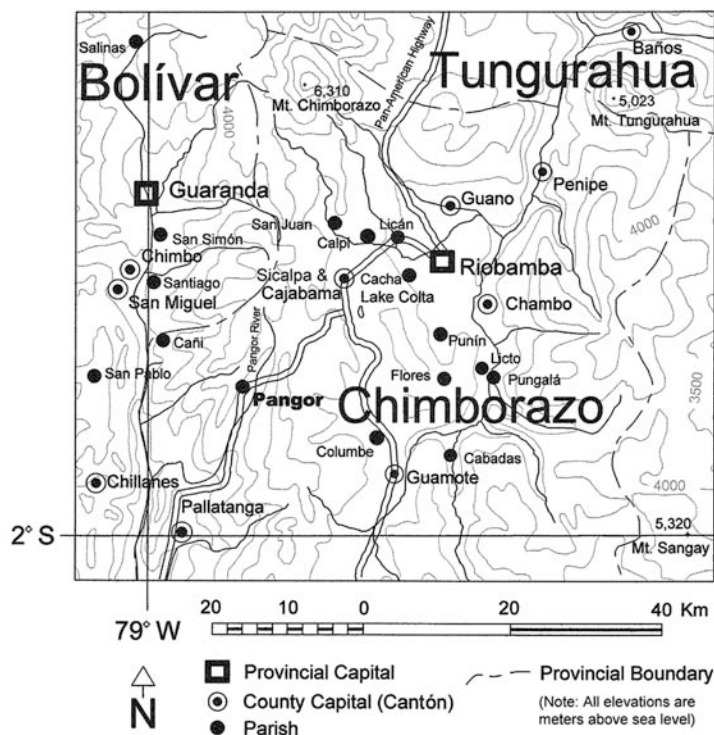 Salinas
Bolívar
6,310
Mt. Chimborazo
4000
Pan-American Highway
Tungurahua
Baños
5,023
Mt. Tungurahua
Guaranda
Guano
Penipe
4000
San Juan
Calpi
Licán
San Simón
Chimbo
Santiago
San Miguel
Sicalpa &
Cajabama
Cacha
Lake Colta
Riobamba
Chambo
Cañi
Pangor River
Punín
San Pablo
Pangor
Flores
Licto
Pungalá
3500
Chimborazo
Columbe
Cabadas
Chillanes
Guamote
4000
Pallatanga
2° S
5,320
Mt. Sangay
79° W
20 10 0 20 40 Km
Provincial Capital
Provincial Boundary
County Capital (Cantón)
(Note: All elevations are
meters above sea level)
N
Parish